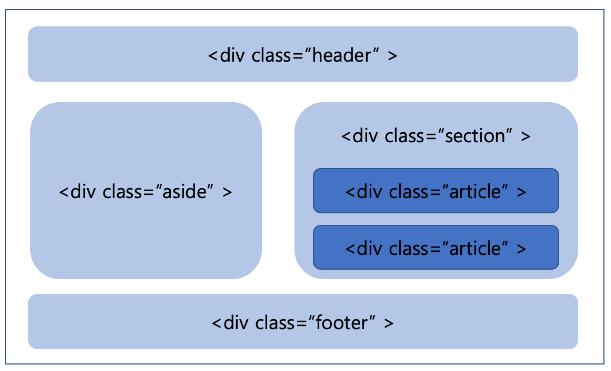 <div class=“header” >
<div class=“aside” >
<div class=“section” >
<div class=“article” >
<div class=“article” >
<div class=“footer” >